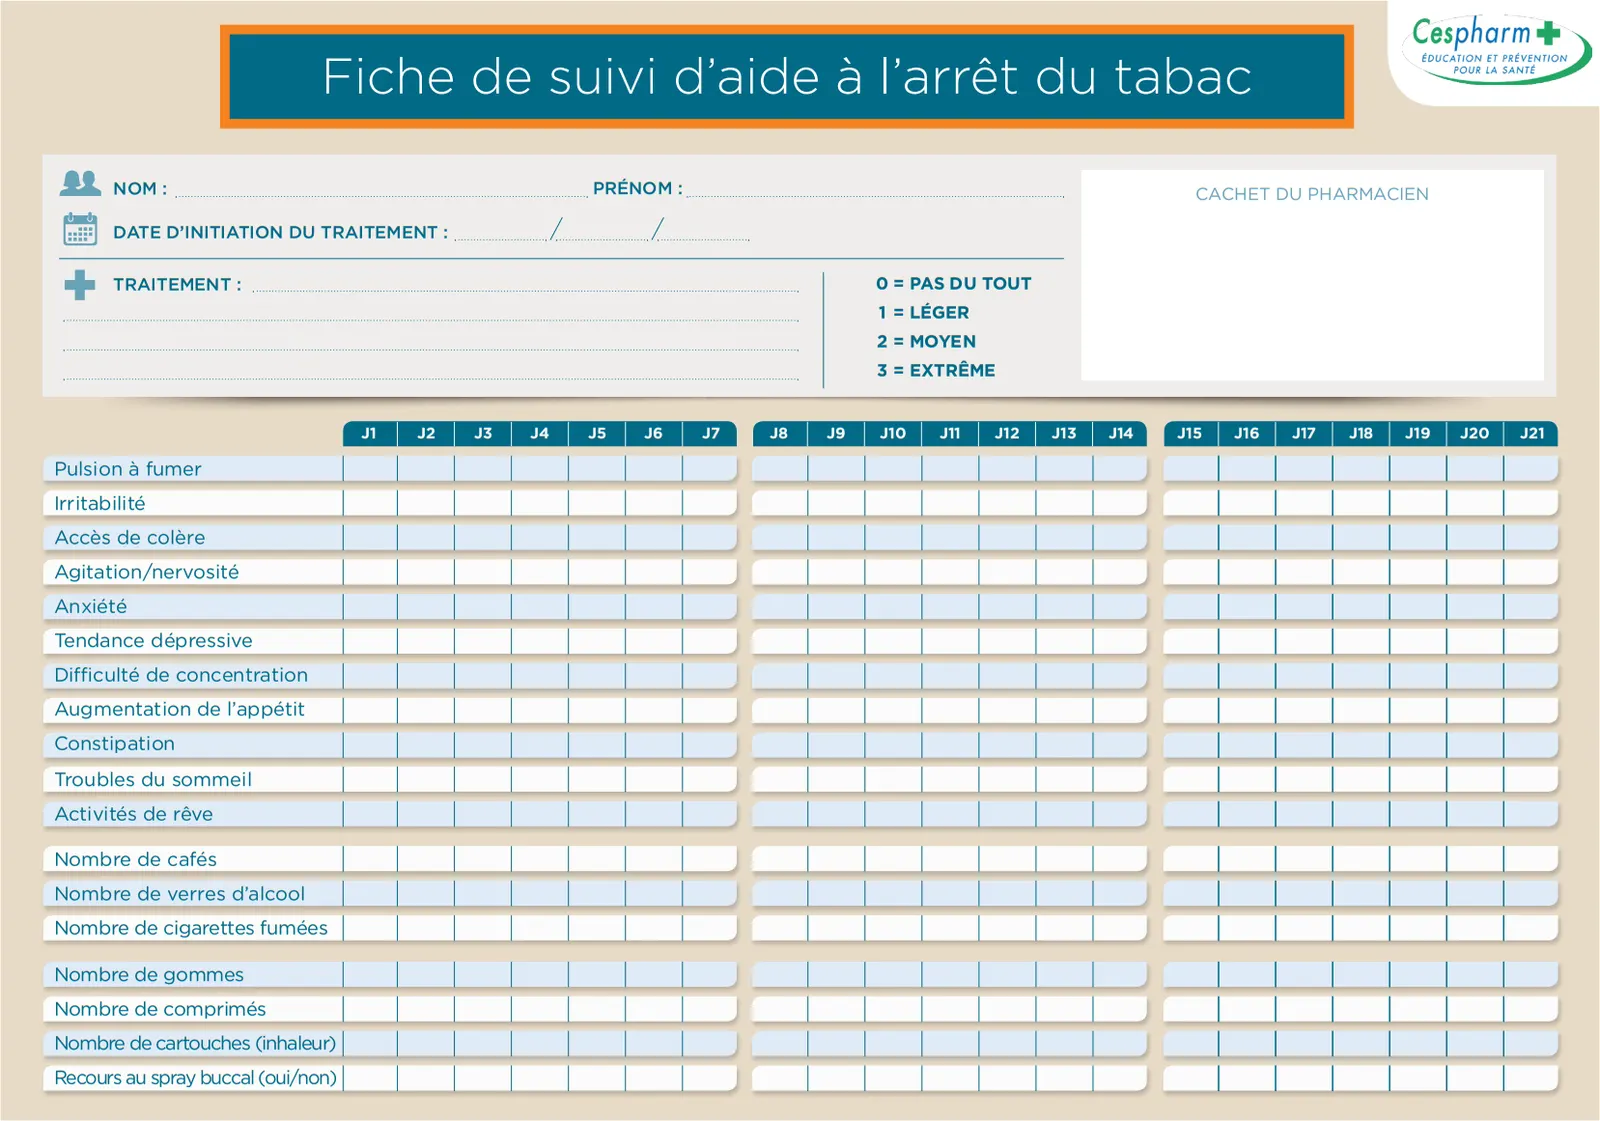 Fiche de suivi d’aide à l’arrêt du tabac
Cespharm
ÉDUCATION ET PRÉVENTION
POUR LA SANTÉ
NOM : PRÉNOM :
DATE D’INITIATION DU TRAITEMENT : / /
TRAITEMENT :
0 = PAS DU TOUT
1 = LÉGER
2 = MOYEN
3 = EXTRÊME
CACHET DU PHARMACIEN
J1 J2 J3 J4 J5 J6 J7 J8 J9 J10 J11 J12 J13 J14 J15 J16 J17 J18 J19 J20 J21
Pulsion à fumer
Irritabilité
Accès de colère
Agitation/nervosité
Anxiété
Tendance dépressive
Difficulté de concentration
Augmentation de l’appétit
Constipation
Troubles du sommeil
Activités de rêve
Nombre de cafés
Nombre de verres d’alcool
Nombre de cigarettes fumées
Nombre de gommes
Nombre de comprimés
Nombre de cartouches (inhaleur)
Recours au spray buccal (oui/non)